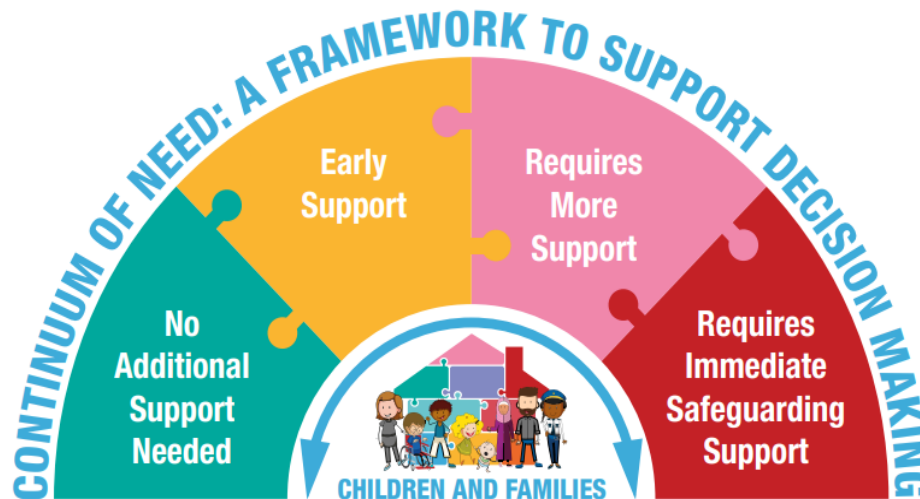 CONTINUUM OF NEED: A FRAMEWORK TO SUPPORT DECISION MAKING
No
Additional
Support
Needed
Early
Support
Requires
More
Support
Requires
Immediate
Safeguarding
Support
CHILDREN AND FAMILIES